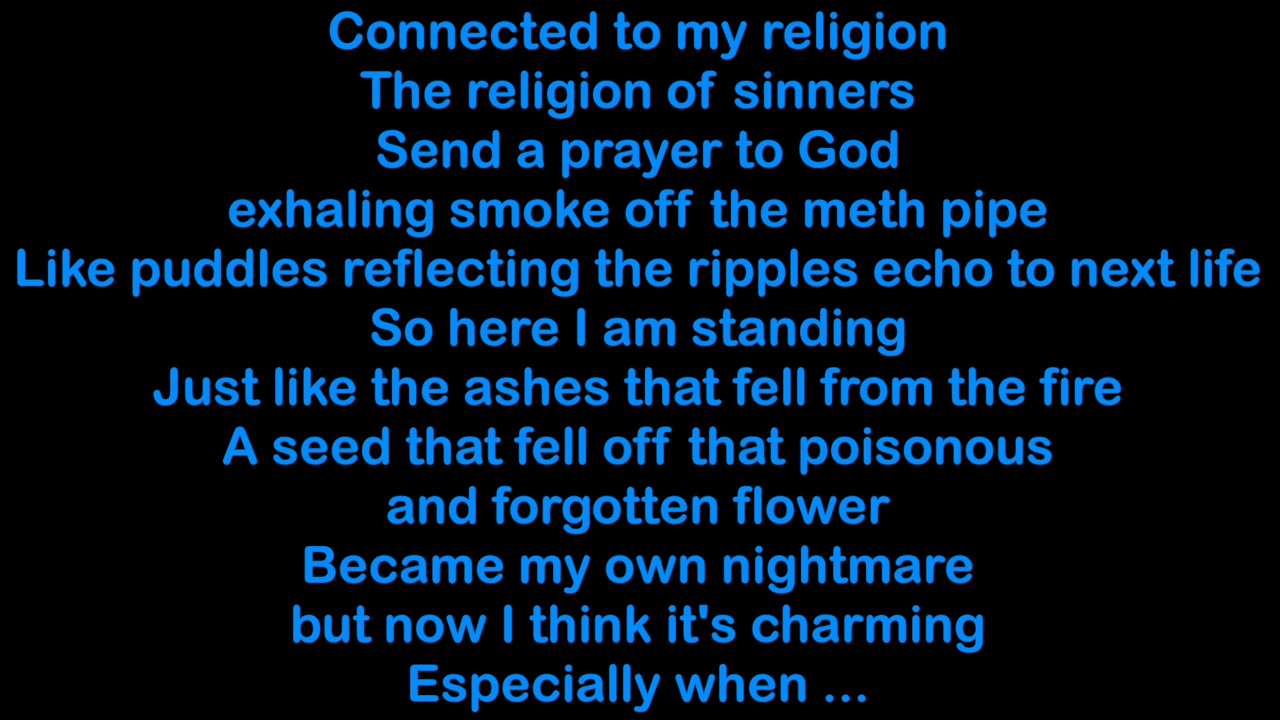 Connected to my religion
The religion of sinners
Send a prayer to God
exhaling smoke off the meth pipe
Like puddles reflecting the ripples echo to next life
So here I am standing
Just like the ashes that fell from the fire
A seed that fell off that poisonous
and forgotten flower
Became my own nightmare
but now I think it's charming
Especially when ...